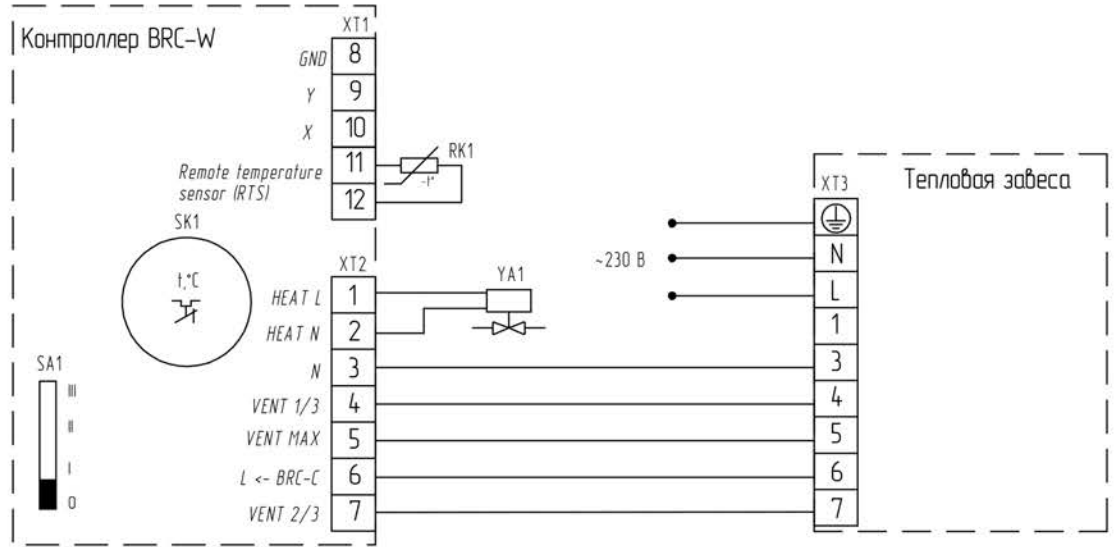 Контроллер BRC-W
XT1
GND 8
Y 9
X 10
Remote temperature sensor (RTS)
11
12
RK1
-t°
SK1
t,°C
XT2
HEAT L 1
HEAT N 2
N 3
VENT 1/3 4
VENT MAX 5
L <- BRC-C 6
VENT 2/3 7
YA1
SA1
III
II
I
0
~230 В
XT3
Тепловая завеса
N
L
1
3
4
5
6
7